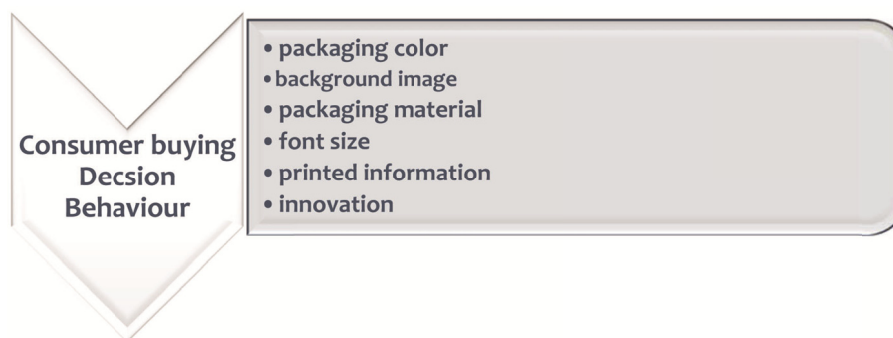 Consumer buying
Decsion
Behaviour
• packaging color
• background image
• packaging material
• font size
• printed information
• innovation